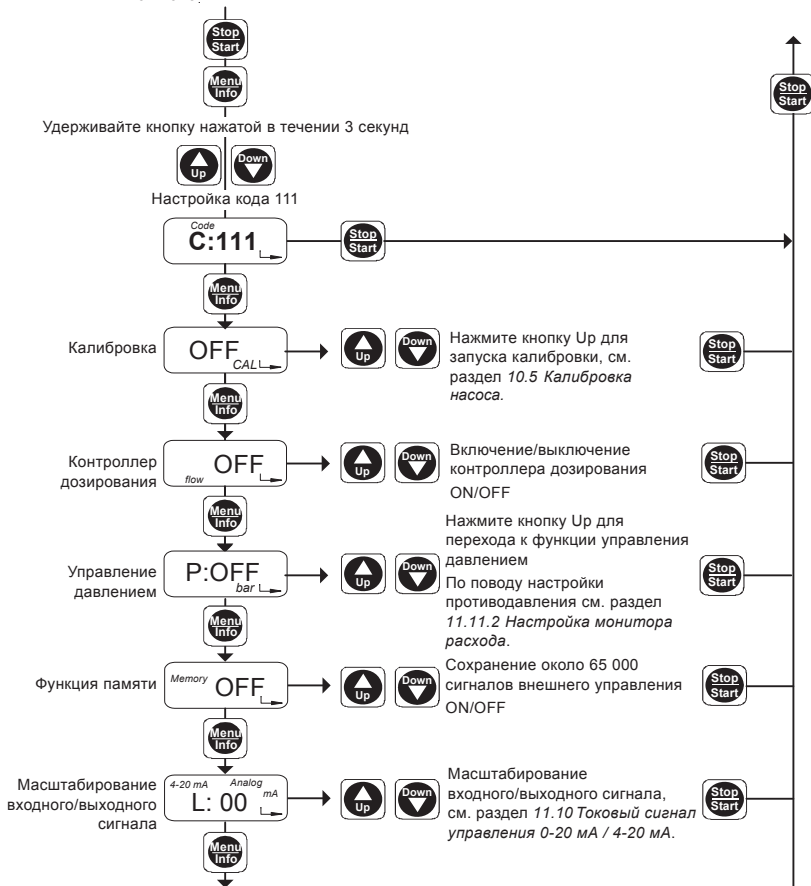 Stop
Start
Menu
Info
Stop
Start
Удерживайте кнопку нажатой в течении 3 секунд
Up
Down
Настройка кода 111
Code
C:111
Stop
Start
Menu
Info
Калибровка
OFF
CAL
Up
Down
Нажмите кнопку Up для
запуска калибровки, см.
раздел 10.5 Калибровка
насоса.
Stop
Start
Menu
Info
Контроллер
дозирования
OFF
flow
Up
Down
Включение/выключение
контроллера дозирования
ON/OFF
Stop
Start
Menu
Info
Управление
давлением
P:OFF
bar
Up
Down
Нажмите кнопку Up для
перехода к функции управления
давлением
По поводу настройки
противодавления см. раздел
11.11.2 Настройка монитора
расхода.
Stop
Start
Menu
Info
Функция памяти
Memory
OFF
Up
Down
Сохранение около 65 000
сигналов внешнего управления
ON/OFF
Stop
Start
Menu
Info
Масштабирование
входного/выходного
сигнала
4-20 mA
Analog
mA
L: 00
Up
Down
Масштабирование
входного/выходного сигнала,
см. раздел 11.10 Токовый сигнал
управления 0-20 мА / 4-20 мА.
Stop
Start
Menu
Info